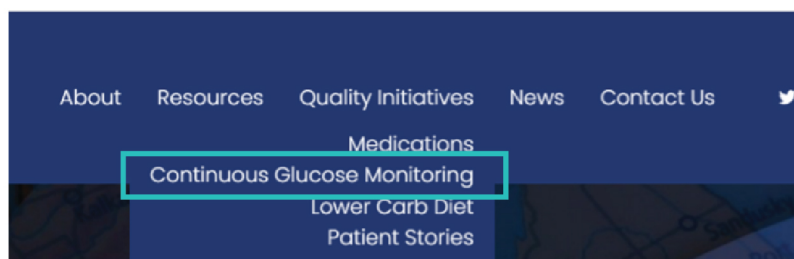 About Resources Quality Initiatives News Contact Us
Medications
Continuous Glucose Monitoring
Lower Carb Diet
Patient Stories